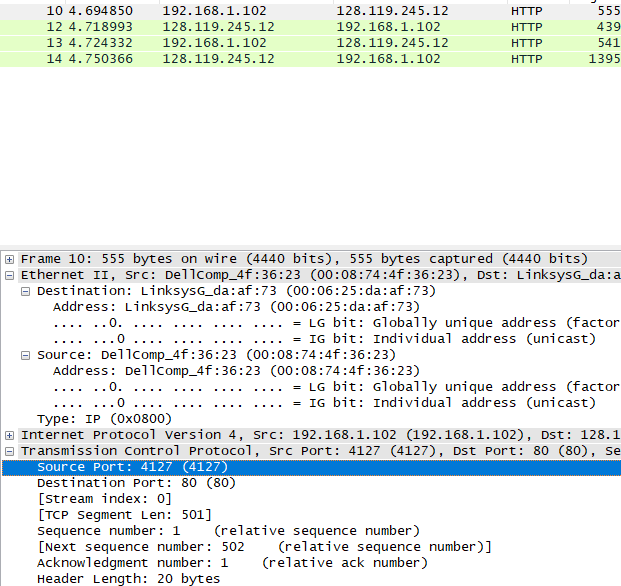 10 4.694850 192.168.1.102 128.119.245.12 HTTP 555
12 4.718993 128.119.245.12 192.168.1.102 HTTP 439
13 4.724332 192.168.1.102 128.119.245.12 HTTP 541
14 4.750366 128.119.245.12 192.168.1.102 HTTP 1395
Frame 10: 555 bytes on wire (4440 bits), 555 bytes captured (4440 bits)
Ethernet II, Src: DellComp_4f:36:23 (00:08:74:4f:36:23), Dst: LinksysG_da:a
Destination: LinksysG_da:af:73 (00:06:25:da:af:73)
Address: LinksysG_da:af:73 (00:06:25:da:af:73)
.... ..0. .... .... .... .... = LG bit: Globally unique address (factor
.... ...0 .... .... .... .... = IG bit: Individual address (unicast)
Source: DellComp_4f:36:23 (00:08:74:4f:36:23)
Address: DellComp_4f:36:23 (00:08:74:4f:36:23)
.... ..0. .... .... .... .... = LG bit: Globally unique address (factor
.... ...0 .... .... .... .... = IG bit: Individual address (unicast)
Type: IP (0x0800)
Internet Protocol Version 4, Src: 192.168.1.102 (192.168.1.102), Dst: 128.1
Transmission Control Protocol, Src Port: 4127 (4127), Dst Port: 80 (80), Se
Source Port: 4127 (4127)
Destination Port: 80 (80)
[Stream index: 0]
[TCP Segment Len: 501]
Sequence number: 1 (relative sequence number)
[Next sequence number: 502 (relative sequence number)]
Acknowledgment number: 1 (relative ack number)
Header Length: 20 bytes